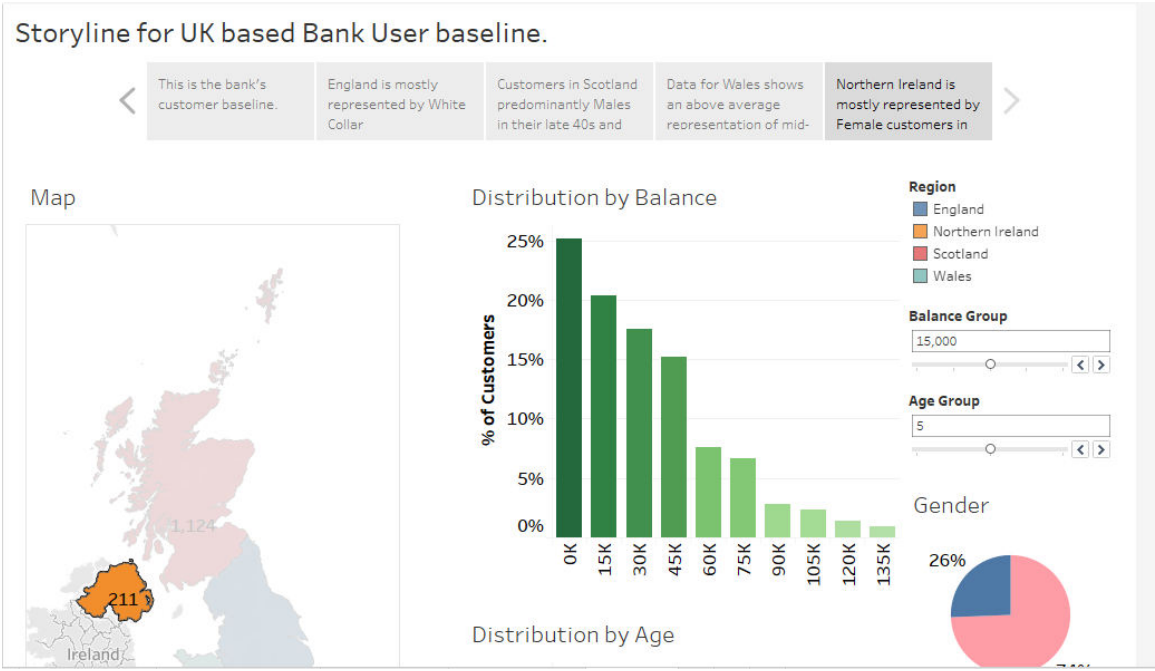 Storyline for UK based Bank User baseline.
This is the bank's
customer baseline.
England is mostly
represented by White
Collar
Customers in Scotland
predominantly Males
in their late 40s and
Data for Wales shows
an above average
representation of mid-
Northern Ireland is
mostly represented by
Female customers in
Map
1,124
211
Ireland
Distribution by Balance
% of Customers
25%
20%
15%
10%
5%
0%
0K
15K
30K
45K
60K
75K
90K
105K
120K
135K
Distribution by Age
Region
England
Northern Ireland
Scotland
Wales
Balance Group
15,000
Age Group
5
Gender
26%
74%